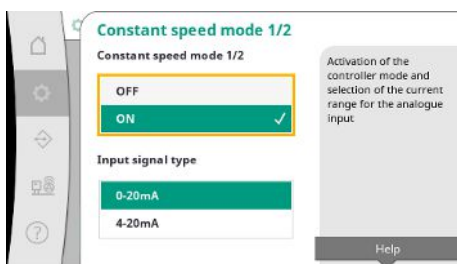 Constant speed mode 1/2
Constant speed mode 1/2
OFF
ON
Input signal type
0-20mA
4-20mA
Activation of the
controller mode and
selection of the current
range for the analogue
input
Help